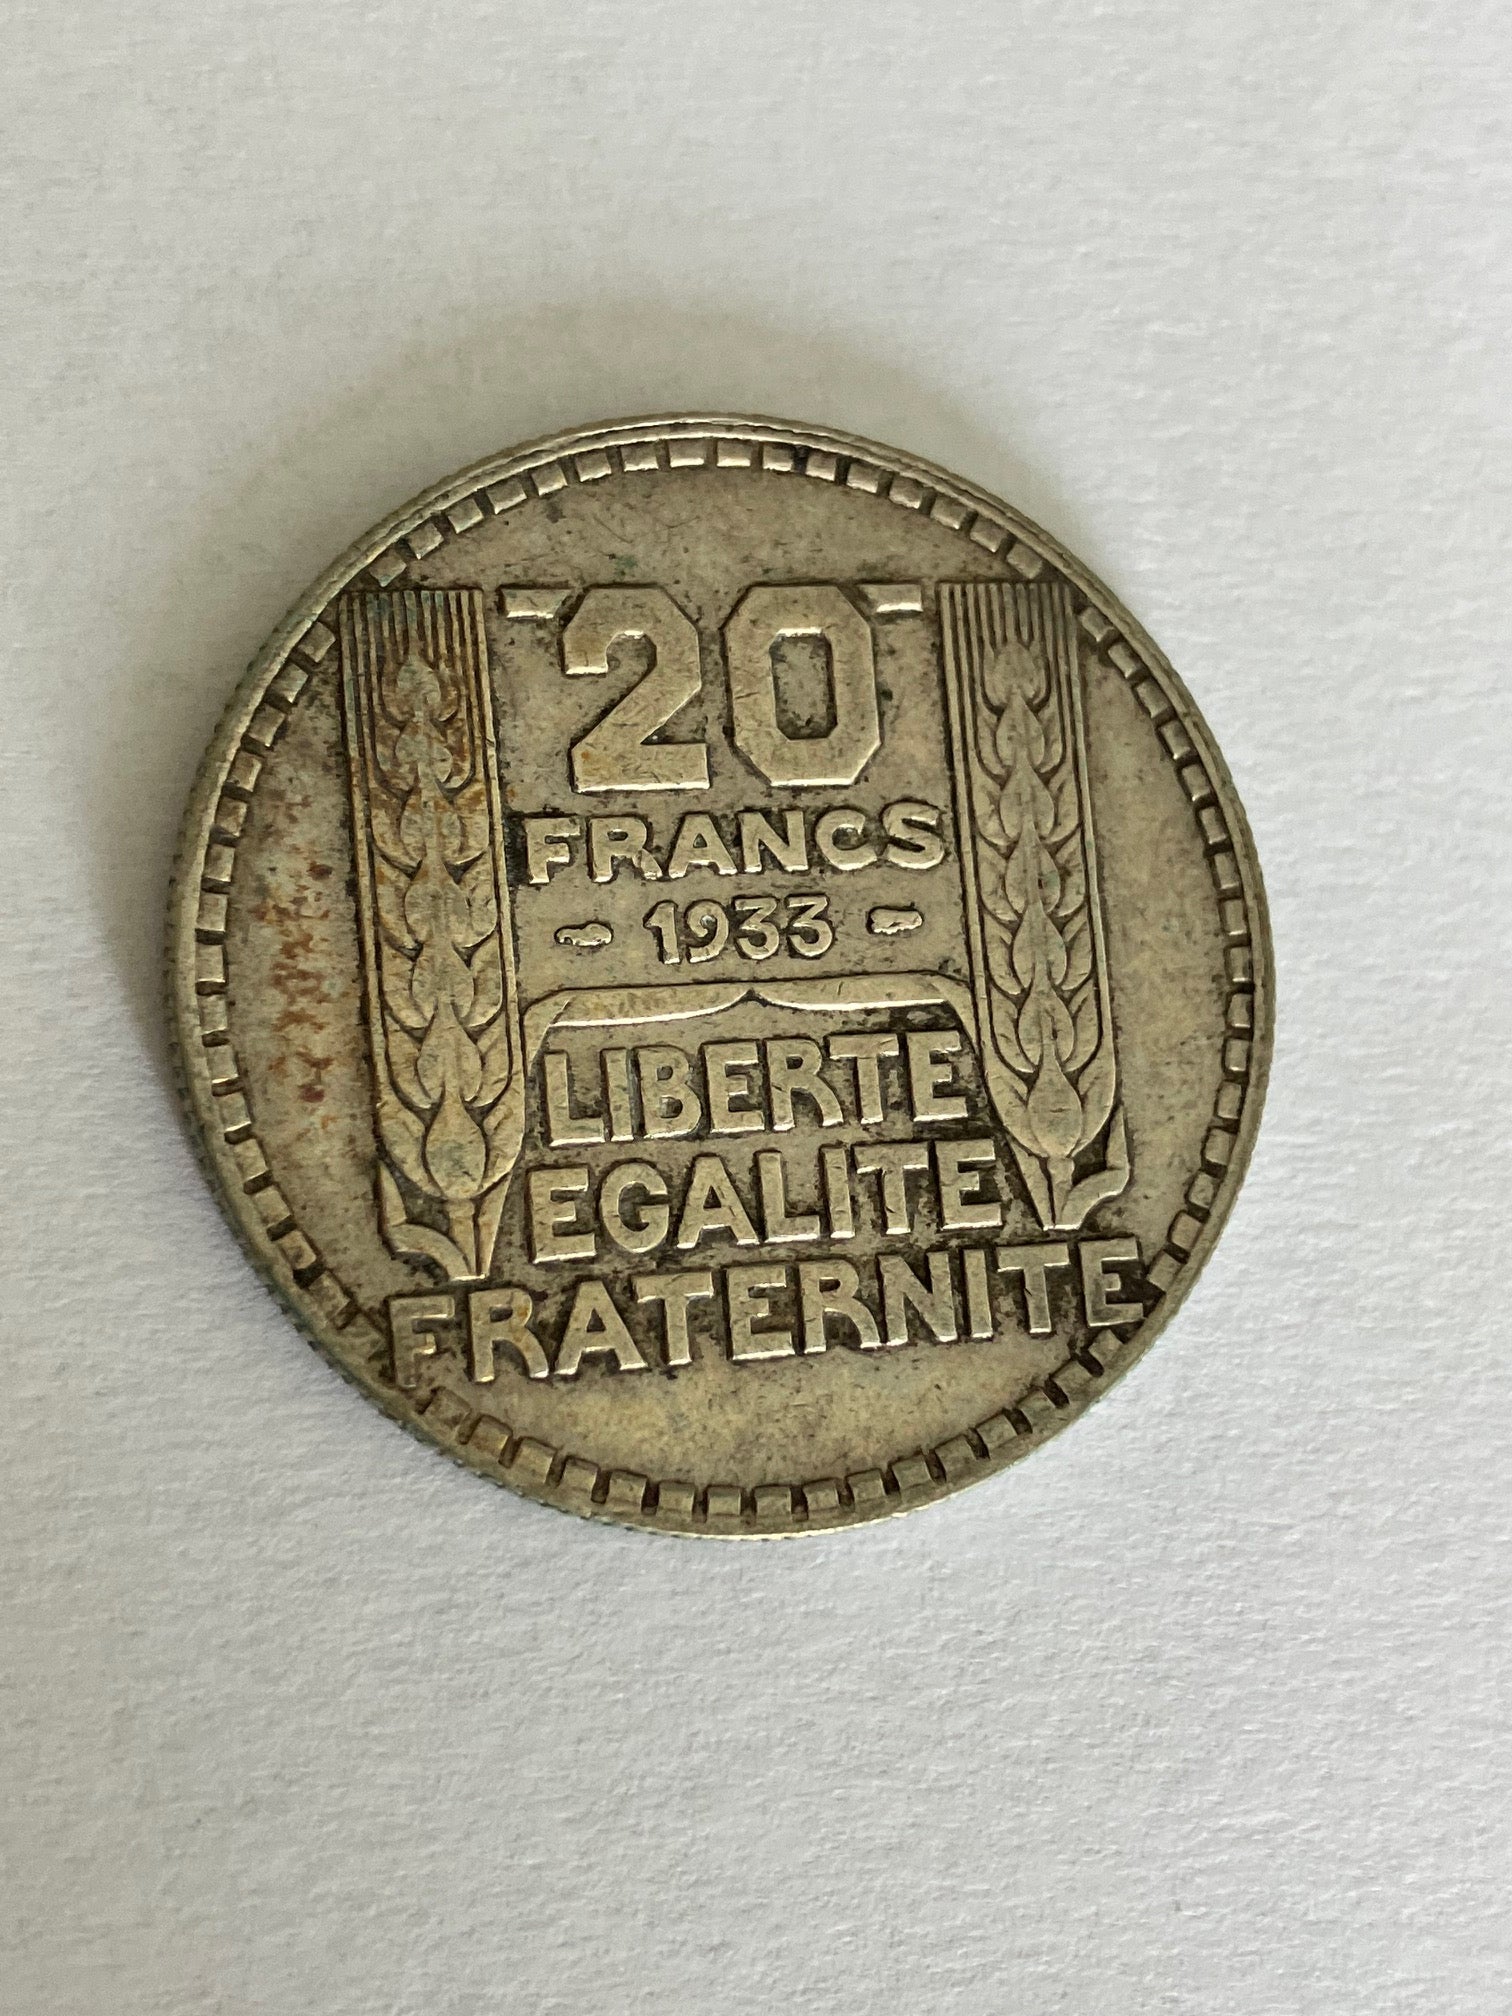 20
FRANCS
1933
LIBERTE
EGALITE
FRATERNITE